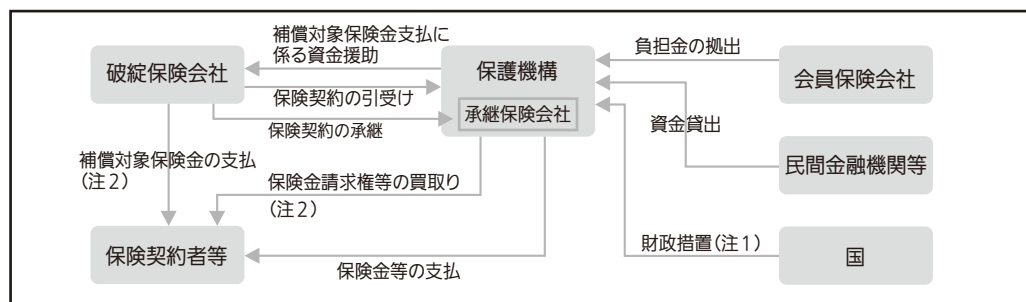 補償対象保険金支払に
係る資金援助
破綻保険会社
保護機構
承継保険会社
負担金の拠出
会員保険会社
保険契約の引受け
保険契約の承継
資金貸出
民間金融機関等
補償対象保険金の支払
(注2)
保険金請求権等の買取り
(注2)
保険契約者等
保険金等の支払
財政措置(注1)
国